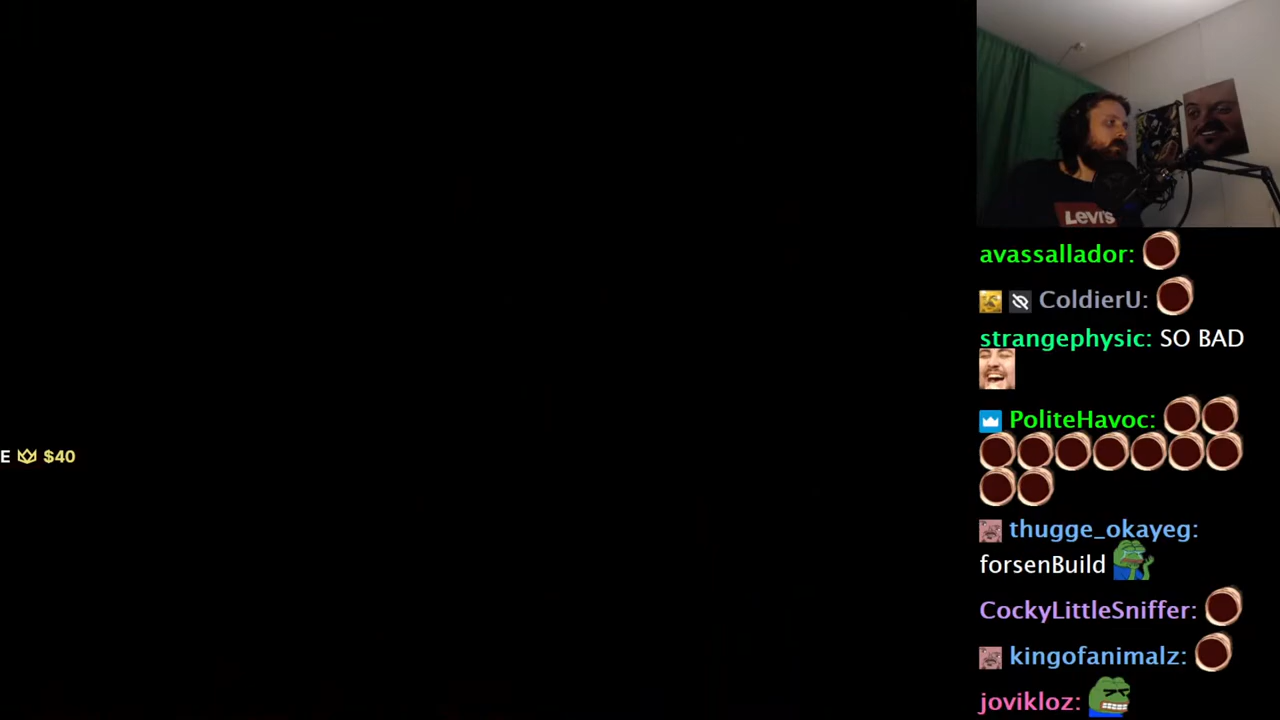 LEVI'S
avassallador:
ColdierU:
strangephysic: SO BAD
PoliteHavoc:
E $40
thugge_okayeg:
forsenBuild
CockyLittleSniffer:
kingofanimalz:
jovikloz: